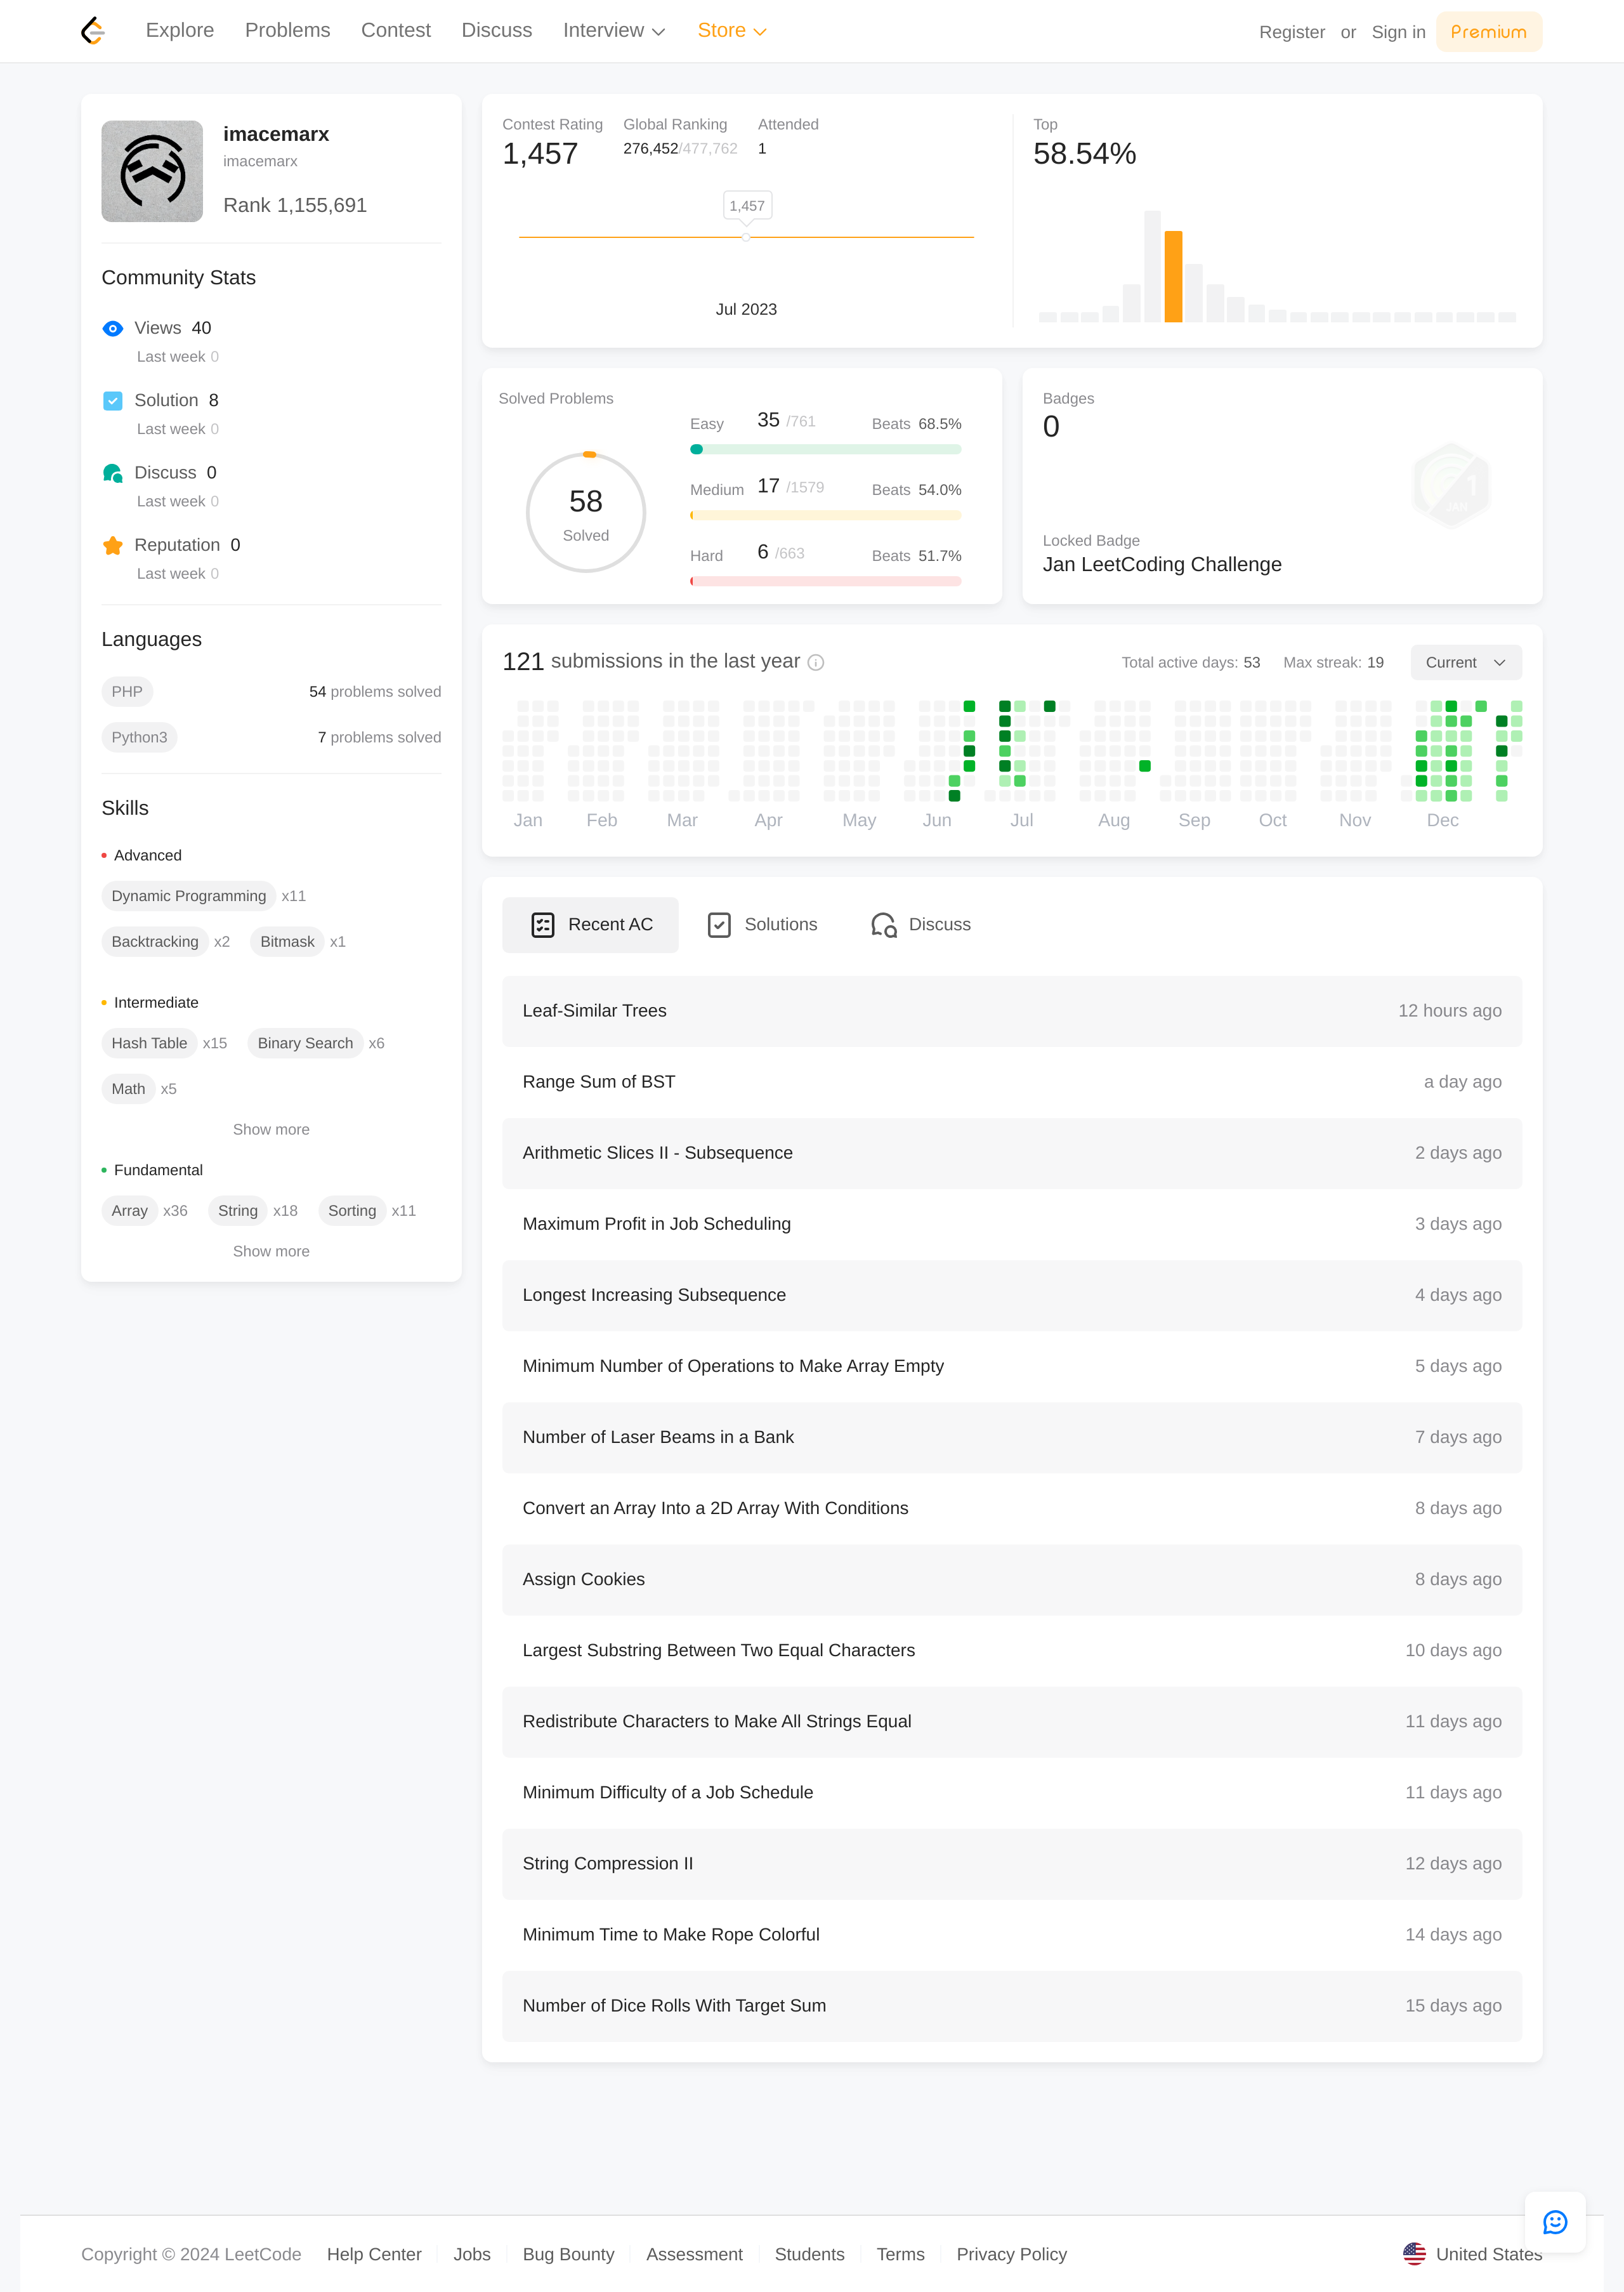 Explore Problems Contest Discuss Interview Store Register or Sign in Premium
imacemarx
imacemarx
Rank 1,155,691
Community Stats
Views 40
Last week 0
Solution 8
Last week 0
Discuss 0
Last week 0
Reputation 0
Last week 0
Languages
PHP 54 problems solved
Python3 7 problems solved
Skills
Advanced
Dynamic Programming x11
Backtracking x2 Bitmask x1
Intermediate
Hash Table x15 Binary Search x6
Math x5
Show more
Fundamental
Array x36 String x18 Sorting x11
Show more
Contest Rating Global Ranking Attended
1,457 276,452/477,762 1
1,457
Jul 2023
Top
58.54%
Solved Problems
58
Solved
Easy 35 /761 Beats 68.5%
Medium 17 /1579 Beats 54.0%
Hard 6 /663 Beats 51.7%
Badges
0
1
JAN
Locked Badge
Jan LeetCoding Challenge
121 submissions in the last year Total active days: 53 Max streak: 19 Current
Jan Feb Mar Apr May Jun Jul Aug Sep Oct Nov Dec
Recent AC Solutions Discuss
Leaf-Similar Trees 12 hours ago
Range Sum of BST a day ago
Arithmetic Slices II - Subsequence 2 days ago
Maximum Profit in Job Scheduling 3 days ago
Longest Increasing Subsequence 4 days ago
Minimum Number of Operations to Make Array Empty 5 days ago
Number of Laser Beams in a Bank 7 days ago
Convert an Array Into a 2D Array With Conditions 8 days ago
Assign Cookies 8 days ago
Largest Substring Between Two Equal Characters 10 days ago
Redistribute Characters to Make All Strings Equal 11 days ago
Minimum Difficulty of a Job Schedule 11 days ago
String Compression II 12 days ago
Minimum Time to Make Rope Colorful 14 days ago
Number of Dice Rolls With Target Sum 15 days ago
Copyright © 2024 LeetCode Help Center Jobs Bug Bounty Assessment Students Terms Privacy Policy United States